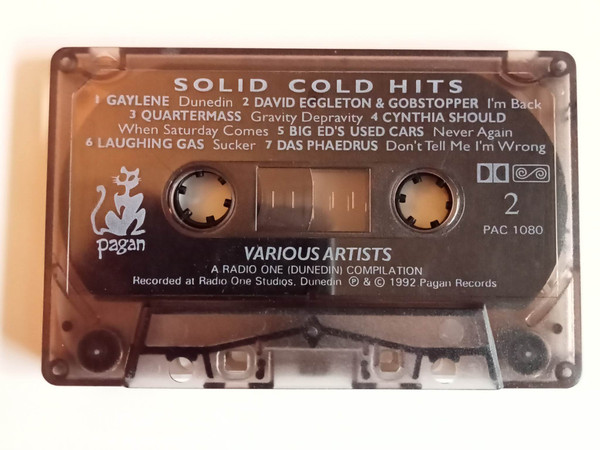 SOLID COLD HITS
1 GAYLENE Dunedin 2 DAVID EGGLETON & GOBSTOPPER I'm Back
3 QUARTERMASS Gravity Depravity 4 CYNTHIA SHOULD
When Saturday Comes 5 BIG ED'S USED CARS Never Again
6 LAUGHING GAS Sucker 7 DAS PHAEDRUS Don't Tell Me I'm Wrong
pagan
2
PAC 1080
VARIOUS ARTISTS
A RADIO ONE (DUNEDIN) COMPILATION
Recorded at Radio One Studios, Dunedin ℗ & © 1992 Pagan Records